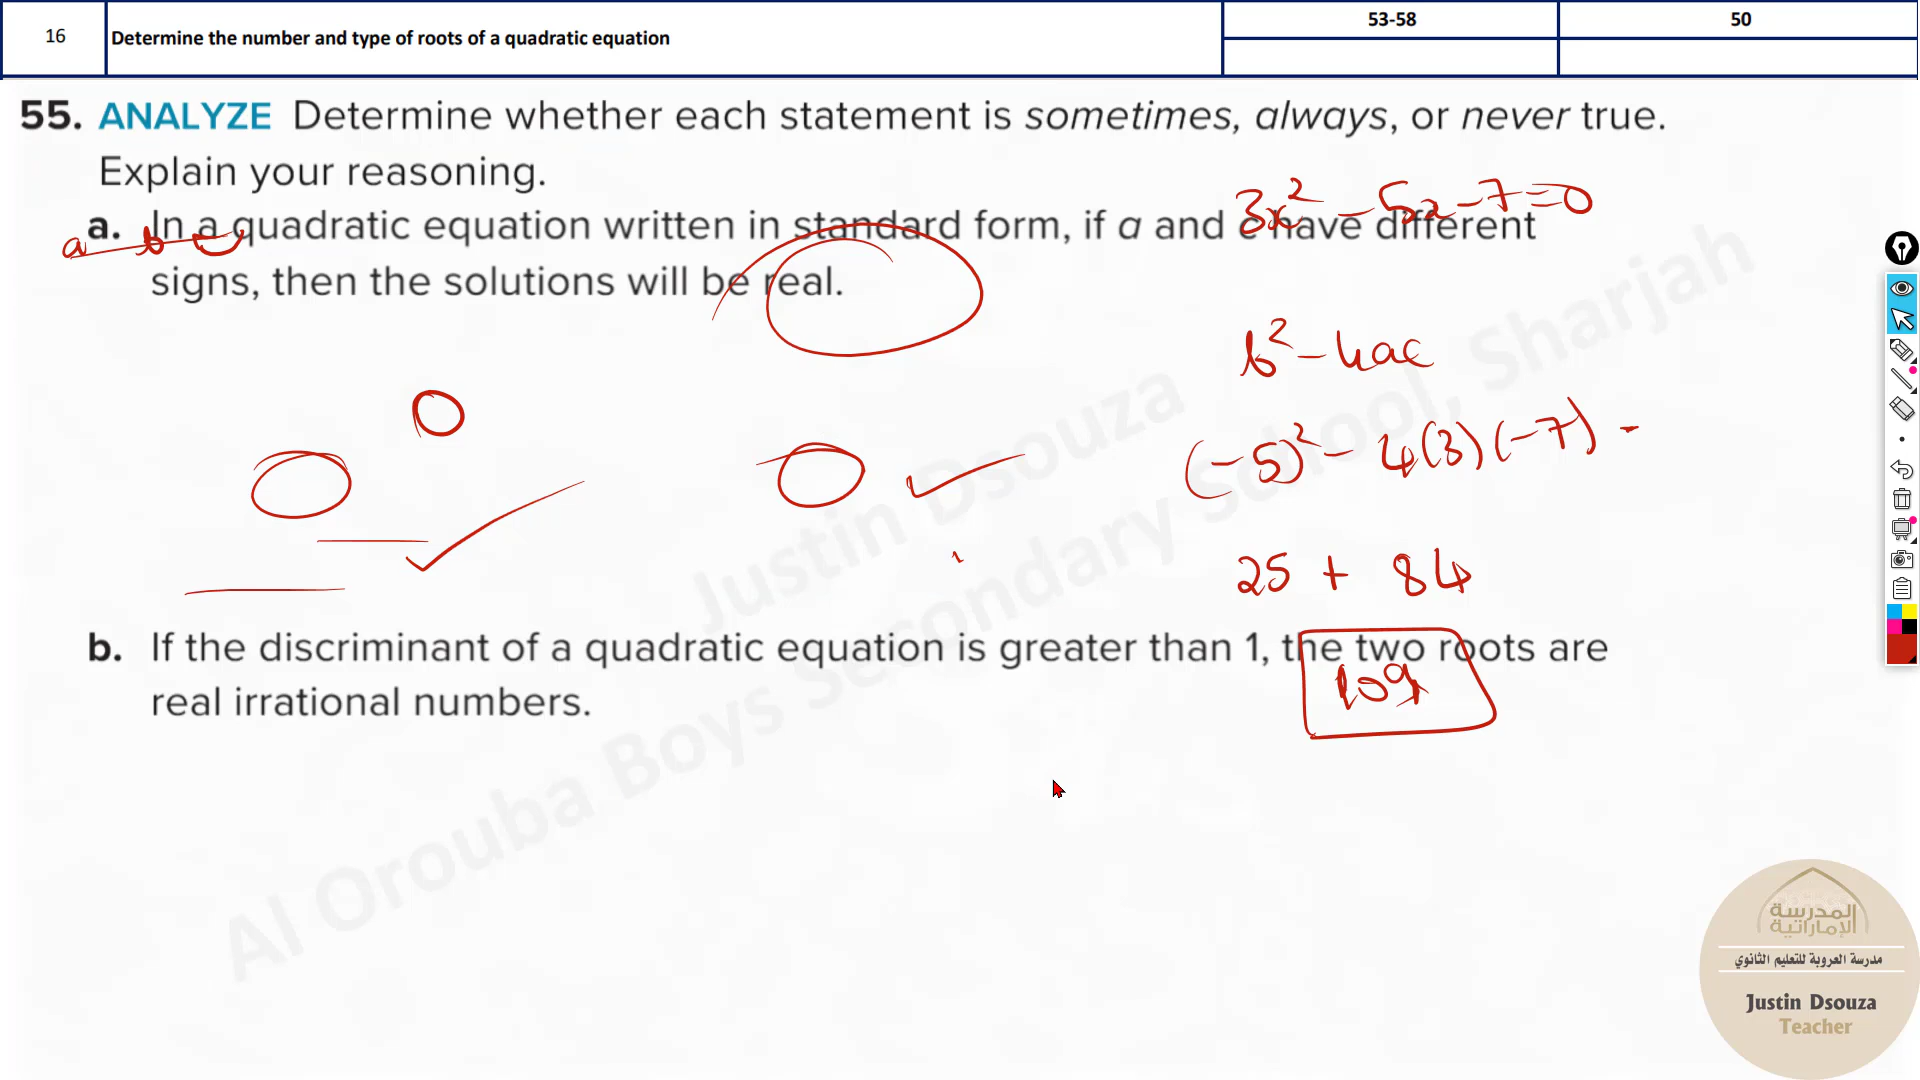 16 Determine the number and type of roots of a quadratic equation 53-58 50
55. ANALYZE Determine whether each statement is sometimes, always, or never true.
Explain your reasoning.
3x² - 5x - 7 = 0
a. In a quadratic equation written in standard form, if a and c have different
a b c
signs, then the solutions will be real.
b² - 4ac
(-5)² - 4(3)(-7) -
25 + 84
b. If the discriminant of a quadratic equation is greater than 1, the two roots are
real irrational numbers.
109
Justin Dsouza
Al Orouba Boys Secondary School, Sharjah
المدرسة
الإماراتية
مدرسة العروبة للتعليم الثانوي
Justin Dsouza
Teacher